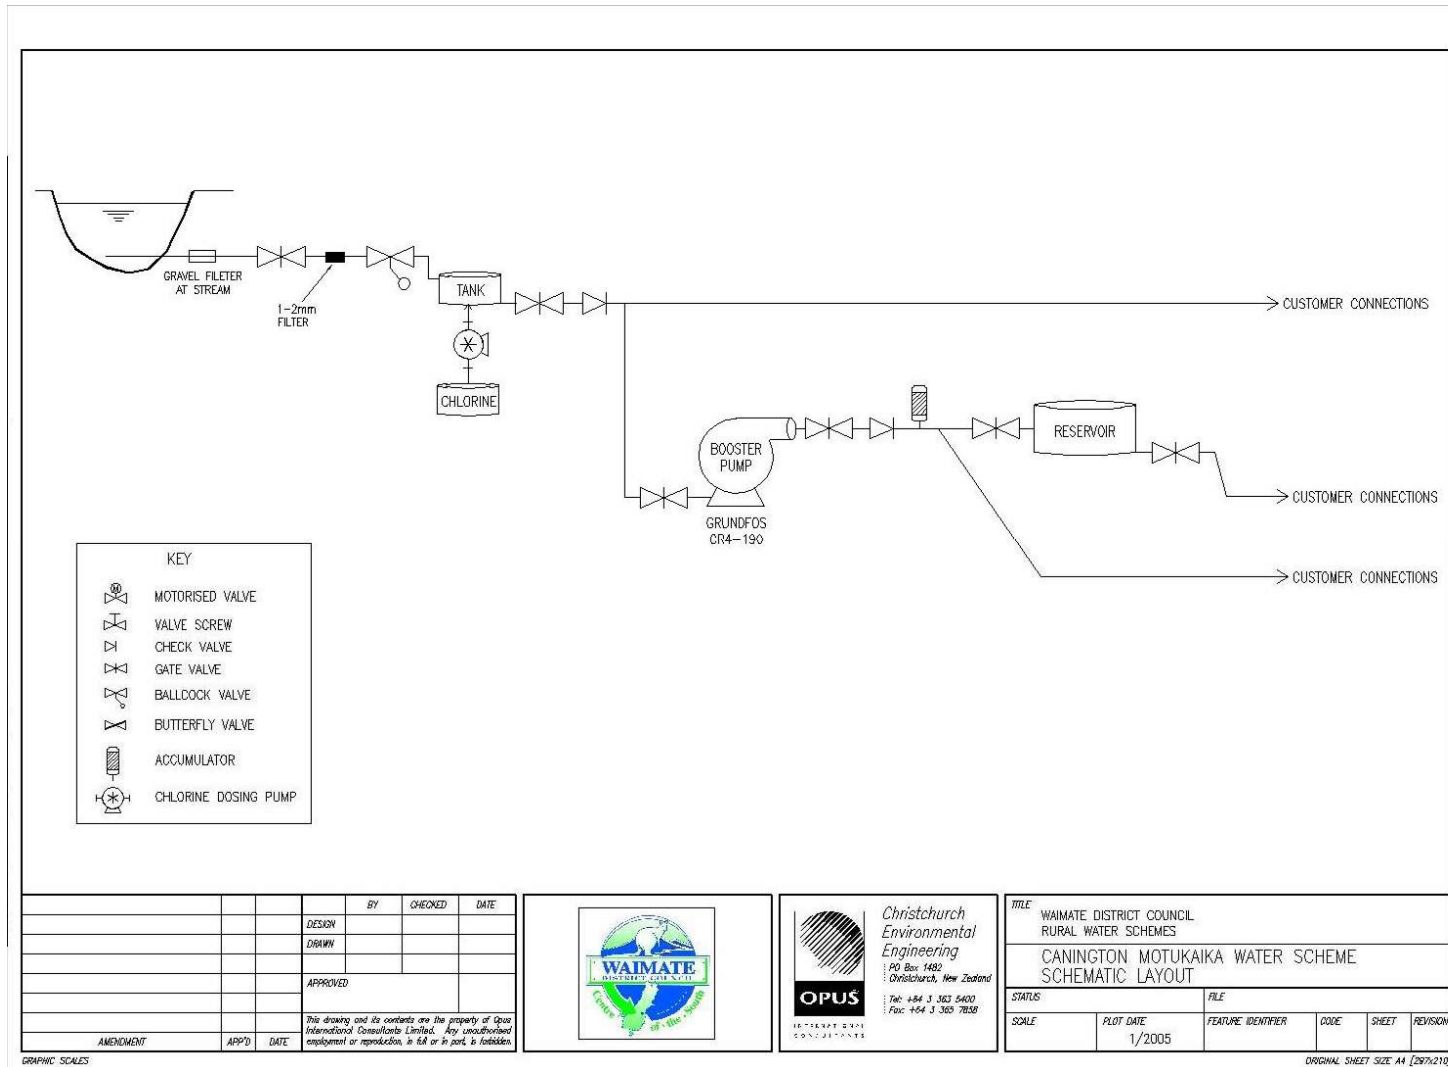 GRAVEL FILETER
AT STREAM
1-2mm
FILTER
TANK
CHLORINE
CUSTOMER CONNECTIONS
BOOSTER
PUMP
GRUNDFOS
CR4-190
RESERVOIR
CUSTOMER CONNECTIONS
CUSTOMER CONNECTIONS
KEY
M
MOTORISED VALVE
VALVE SCREW
CHECK VALVE
GATE VALVE
BALLCOCK VALVE
BUTTERFLY VALVE
ACCUMULATOR
CHLORINE DOSING PUMP
AMENDMENT APP'D DATE
BY CHECKED DATE
DESIGN
DRAWN
APPROVED
This drawing and its contents are the property of Opus
International Consultants Limited. Any unauthorised
employment or reproduction, in full or in part, is forbidden.
WAIMATE
DISTRICT COUNCIL
Centre of the South
OPUS
INTERNATIONAL
CONSULTANTS
Christchurch
Environmental
Engineering
PO Box 1482
Christchurch, New Zealand
Tel: +64 3 363 5400
Fax: +64 3 365 7858
TITLE
WAIMATE DISTRICT COUNCIL
RURAL WATER SCHEMES
CANINGTON MOTUKAIKA WATER SCHEME
SCHEMATIC LAYOUT
STATUS FILE
SCALE PLOT DATE FEATURE IDENTIFIER CODE SHEET REVISION
1/2005
GRAPHIC SCALES
ORIGINAL SHEET SIZE A4 [297x210]